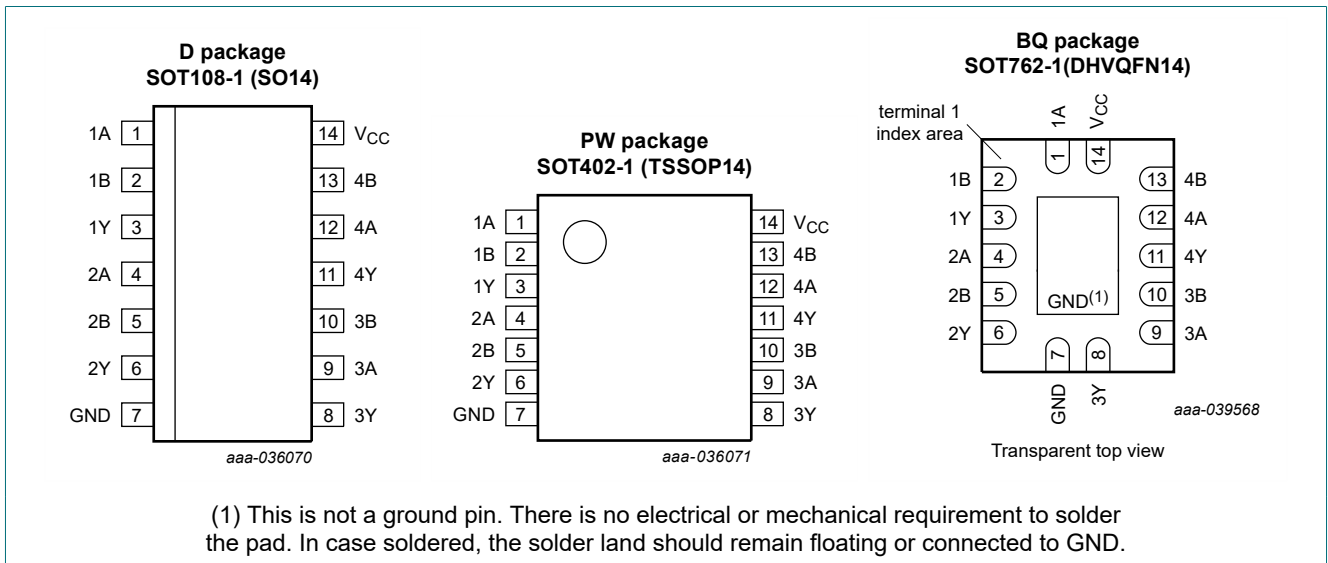 D package
SOT108-1 (SO14)
1A 1
14 VCC
1B 2
13 4B
1Y 3
12 4A
2A 4
11 4Y
2B 5
10 3B
2Y 6
9 3A
GND 7
8 3Y
aaa-036070
PW package
SOT402-1 (TSSOP14)
1A 1
14 VCC
1B 2
13 4B
1Y 3
12 4A
2A 4
11 4Y
2B 5
10 3B
2Y 6
9 3A
GND 7
8 3Y
aaa-036071
BQ package
SOT762-1(DHVQFN14)
terminal 1
index area
1A
VCC
1
14
1B 2
13 4B
1Y 3
12 4A
2A 4
11 4Y
2B 5
10 3B
GND(1)
2Y 6
9 3A
7
8
GND
3Y
aaa-039568
Transparent top view
(1) This is not a ground pin. There is no electrical or mechanical requirement to solder
the pad. In case soldered, the solder land should remain floating or connected to GND.